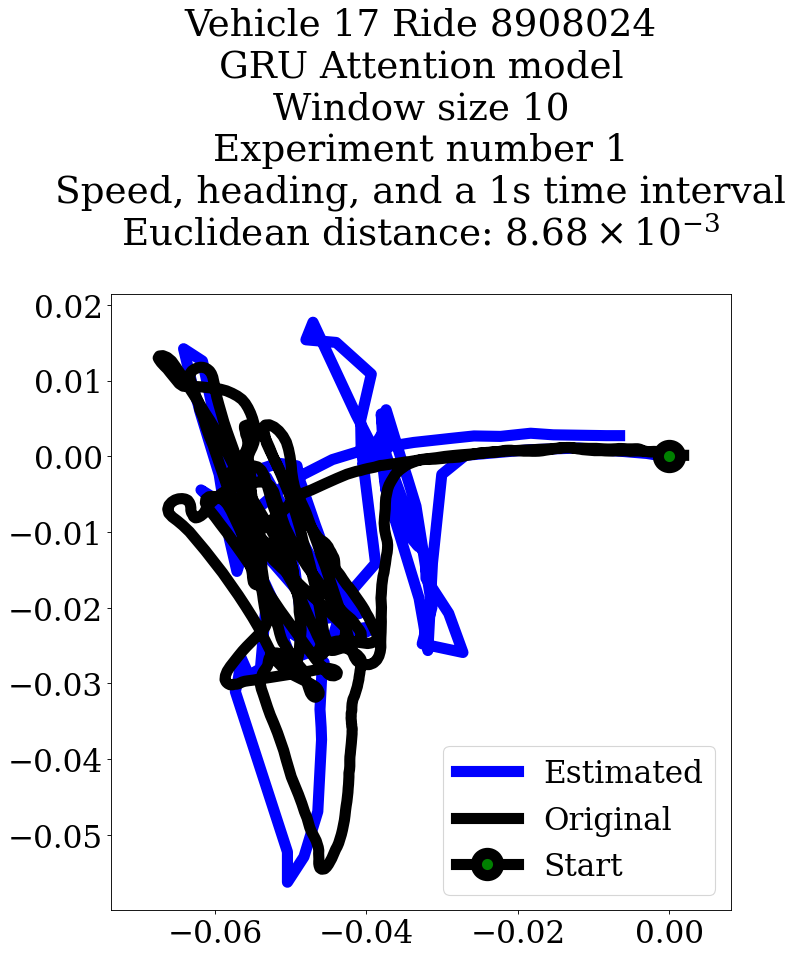 Vehicle 17 Ride 8908024
GRU Attention model
Window size 10
Experiment number 1
Speed, heading, and a 1s time interval
Euclidean distance: 8.68 × 10⁻³
0.02
0.01
0.00
−0.01
−0.02
−0.03
−0.04
−0.05
Estimated
Original
Start
−0.06
−0.04
−0.02
0.00